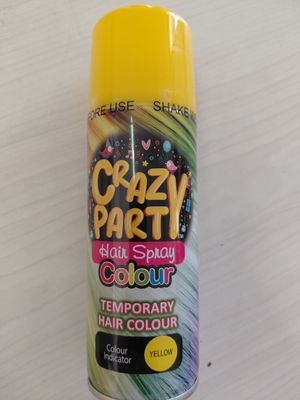 ORE USE SHAKE
CRAZY
PARTY
Hair Spray
Colour
TEMPORARY
HAIR COLOUR
Colour
Indicator
YELLOW